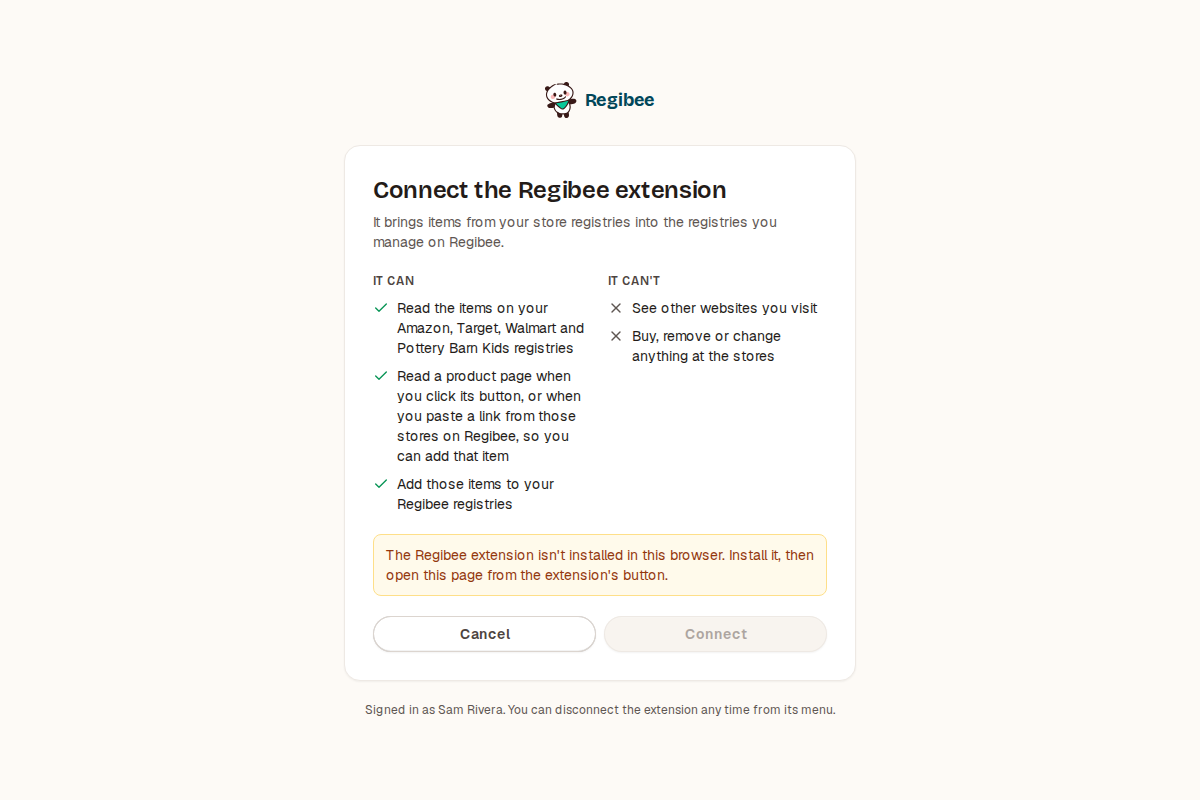 Regibee
Connect the Regibee extension
It brings items from your store registries into the registries you
manage on Regibee.
IT CAN
Read the items on your
Amazon, Target, Walmart and
Pottery Barn Kids registries
Read a product page when
you click its button, or when
you paste a link from those
stores on Regibee, so you
can add that item
Add those items to your
Regibee registries
IT CAN'T
See other websites you visit
Buy, remove or change
anything at the stores
The Regibee extension isn't installed in this browser. Install it, then
open this page from the extension's button.
Cancel
Connect
Signed in as Sam Rivera. You can disconnect the extension any time from its menu.